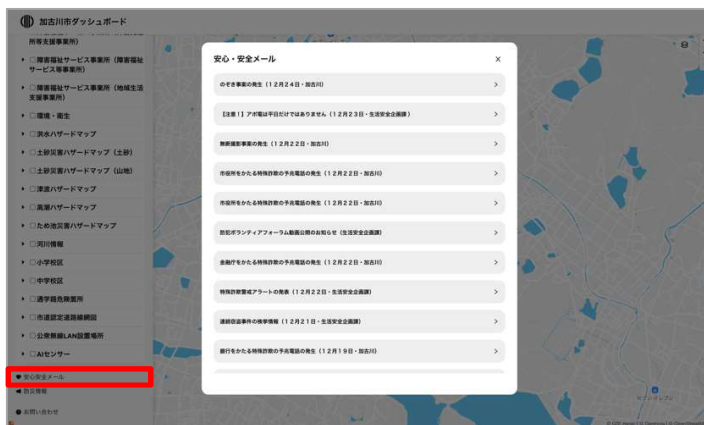 加古川市ダッシュボード
所等支援事業所）
□障害福祉サービス事業所（障害福祉
サービス等事業所）
□障害福祉サービス事業所（地域生活
支援事業所）
□環境・衛生
□洪水ハザードマップ
□土砂災害ハザードマップ（土砂）
□土砂災害ハザードマップ（山地）
□津波ハザードマップ
□高潮ハザードマップ
□ため池災害ハザードマップ
□河川情報
□小学校区
□中学校区
□通学路危険箇所
□市道認定道路線網図
□公衆無線LAN設置場所
□AIセンサー
安心安全メール
防災情報
お問い合わせ
安心・安全メール
x
のぞき事案の発生（１２月２４日・加古川）
【注意！】アポ電は平日だけではありません（１２月２３日・生活安全企画課）
無断撮影事案の発生（１２月２２日・加古川）
市役所をかたる特殊詐欺の予兆電話の発生（１２月２２日・加古川）
市役所をかたる特殊詐欺の予兆電話の発生（１２月２２日・加古川）
防犯ボランティアフォーラム動画公開のお知らせ（生活安全企画課）
金融庁をかたる特殊詐欺の予兆電話の発生（１２月２２日・加古川）
特殊詐欺警戒アラートの発表（１２月２２日・生活安全企画課）
連続窃盗事件の検挙情報（１２月２１日・生活安全企画課）
銀行をかたる特殊詐欺の予兆電話の発生（１２月１９日・加古川）